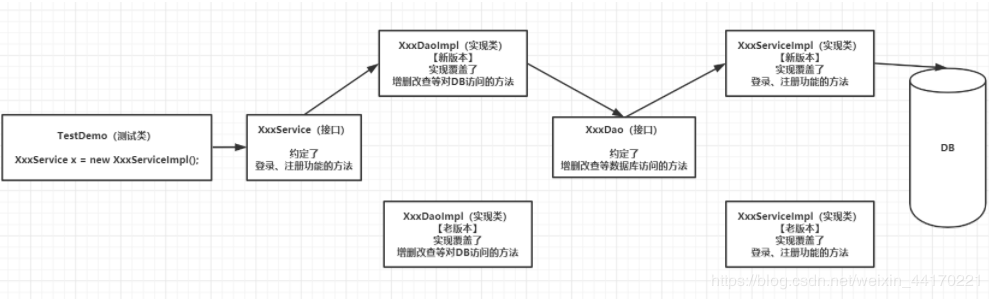 TestDemo（测试类）
XxxService x = new XxxServiceImpl();
XxxService（接口）
约定了
登录、注册功能的方法
XxxDaoImpl（实现类）
【新版本】
实现覆盖了
增删改查等对DB访问的方法
XxxDaoImpl（实现类）
【老版本】
实现覆盖了
增删改查等对DB访问的方法
XxxDao（接口）
约定了
增删改查等数据库访问的方法
XxxServiceImpl（实现类）
【新版本】
实现覆盖了
登录、注册功能的方法
XxxServiceImpl（实现类）
【老版本】
实现覆盖了
登录、注册功能的方法
DB
https://blog.csdn.net/weixin_44170221